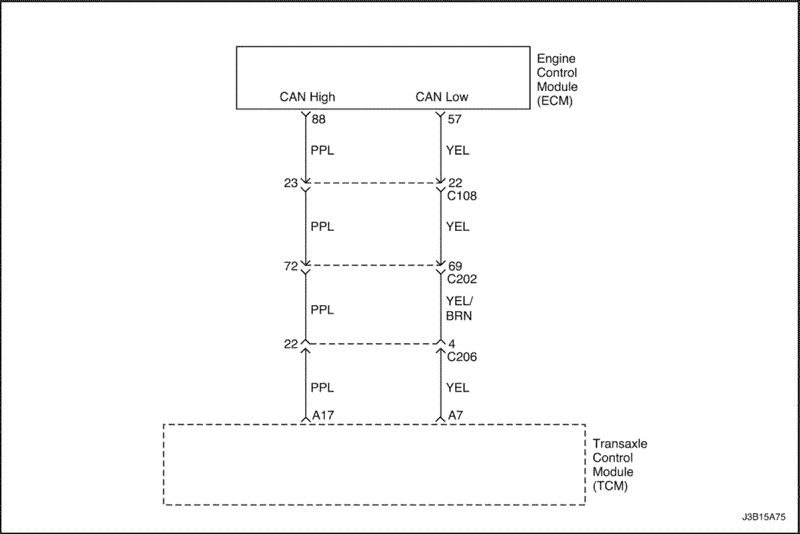 Engine
Control
Module
(ECM)
CAN High CAN Low
88 57
PPL YEL
23 22
C108
PPL YEL
72 69
C202
PPL YEL/
BRN
22 4
C206
PPL YEL
A17 A7
Transaxle
Control
Module
(TCM)
J3B15A75